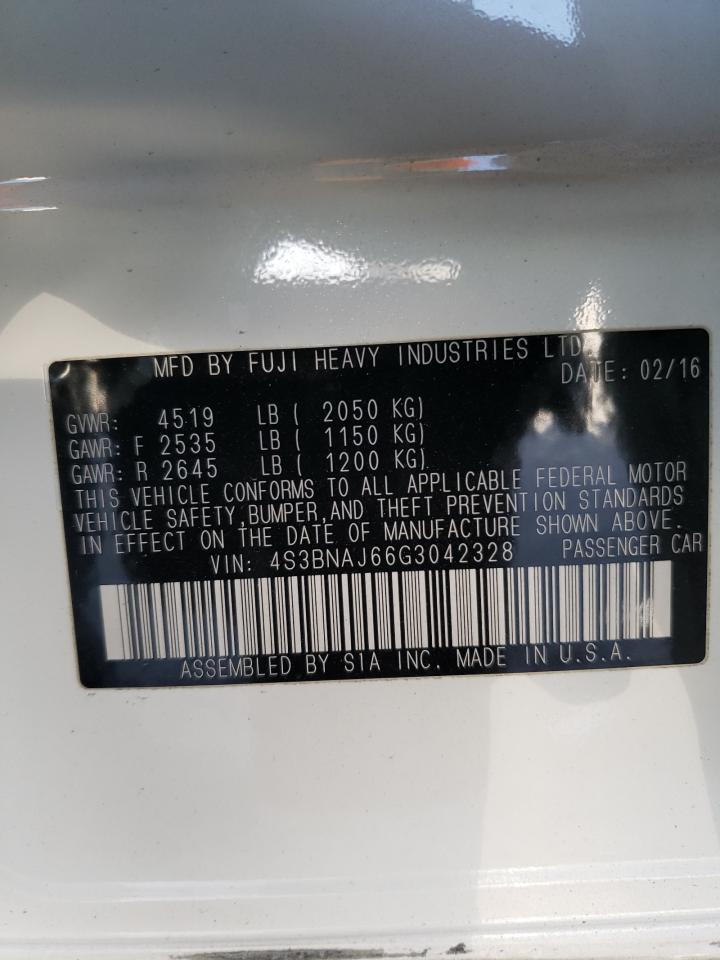 MFD BY FUJI HEAVY INDUSTRIES LTD.
DATE: 02/16
GVWR: 4519 LB ( 2050 KG)
GAWR: F 2535 LB ( 1150 KG)
GAWR: R 2645 LB ( 1200 KG)
THIS VEHICLE CONFORMS TO ALL APPLICABLE FEDERAL MOTOR
VEHICLE SAFETY,BUMPER,AND THEFT PREVENTION STANDARDS
IN EFFECT ON THE DATE OF MANUFACTURE SHOWN ABOVE.
VIN: 4S3BNAJ66G3042328 PASSENGER CAR
ASSEMBLED BY SIA INC. MADE IN U.S.A.